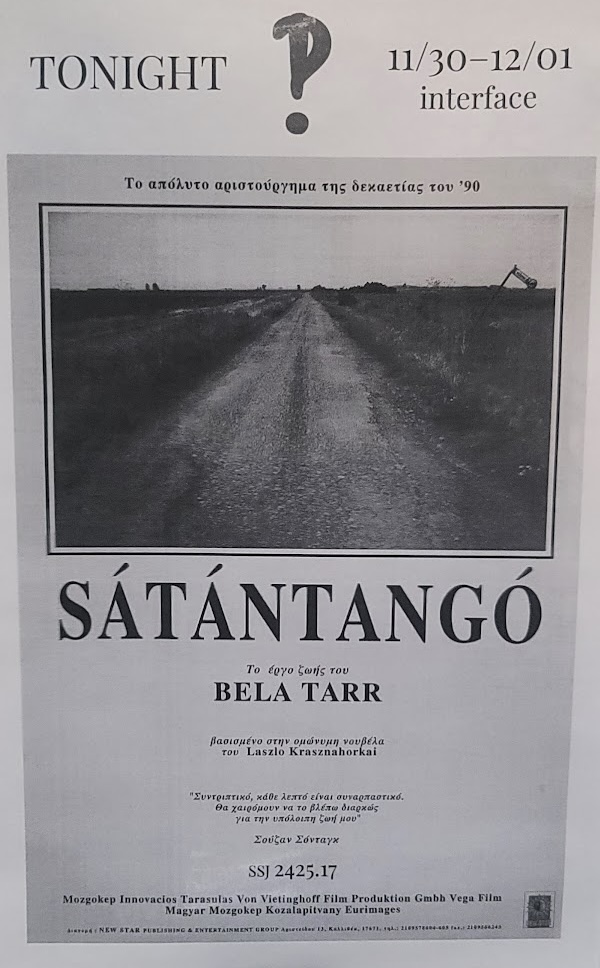 TONIGHT ? 11/30–12/01
interface
Το απόλυτο αριστούργημα της δεκαετίας του '90
SÁTÁNTANGÓ
Το έργο ζωής του
BELA TARR
βασισμένο στην ομώνυμη νουβέλα
του Laszlo Krasznahorkai
"Συντριπτικό, κάθε λεπτό είναι συναρπαστικό.
Θα χαιρόμουν να το βλέπω διαρκώς
για την υπόλοιπη ζωή μου"
Σούζαν Σόνταγκ
SSJ 2425.17
Mozgokep Innovacios Tarasulas Von Vietinghoff Film Produktion Gmbh Vega Film
Magyar Mozgokep Kozalapitvany Eurimages
διανομή : NEW STAR PUBLISHING & ENTERTAINMENT GROUP